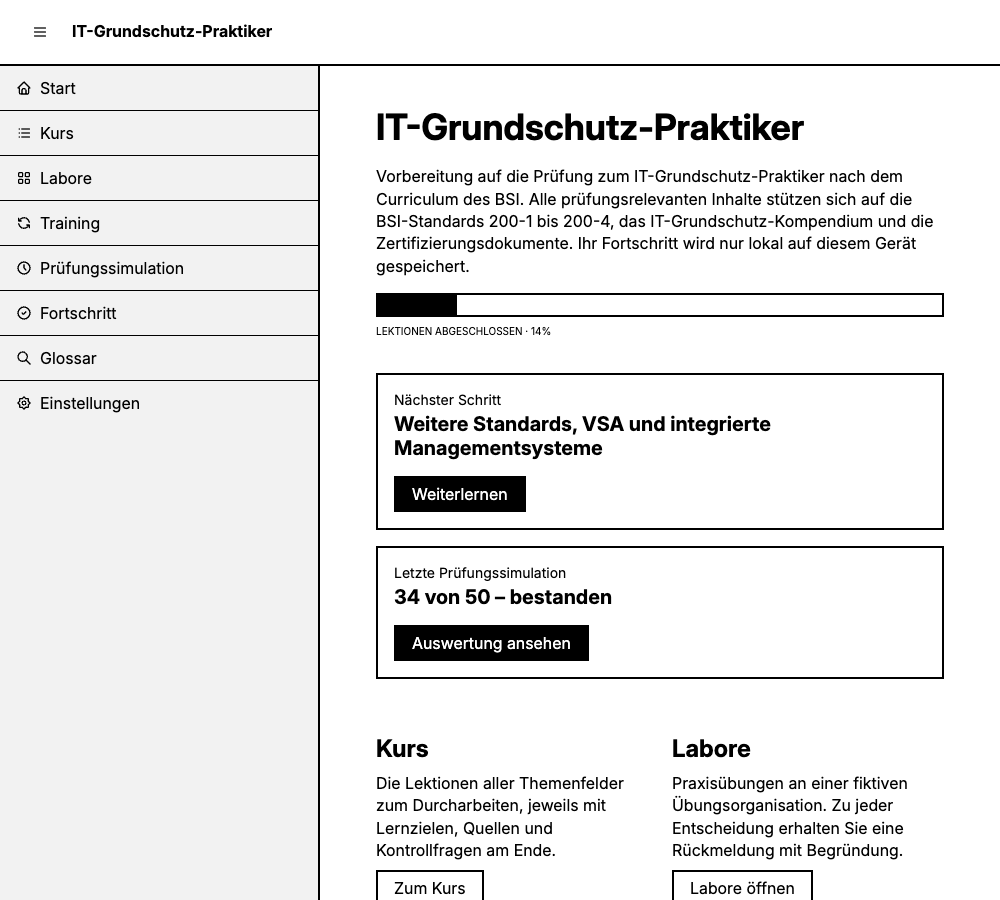 IT-Grundschutz-Praktiker
Start
Kurs
Labore
Training
Prüfungssimulation
Fortschritt
Glossar
Einstellungen
IT-Grundschutz-Praktiker
Vorbereitung auf die Prüfung zum IT-Grundschutz-Praktiker nach dem
Curriculum des BSI. Alle prüfungsrelevanten Inhalte stützen sich auf die
BSI-Standards 200-1 bis 200-4, das IT-Grundschutz-Kompendium und die
Zertifizierungsdokumente. Ihr Fortschritt wird nur lokal auf diesem Gerät
gespeichert.
LEKTIONEN ABGESCHLOSSEN · 14%
Nächster Schritt
Weitere Standards, VSA und integrierte
Managementsysteme
Weiterlernen
Letzte Prüfungssimulation
34 von 50 – bestanden
Auswertung ansehen
Kurs
Die Lektionen aller Themenfelder
zum Durcharbeiten, jeweils mit
Lernzielen, Quellen und
Kontrollfragen am Ende.
Zum Kurs
Labore
Praxisübungen an einer fiktiven
Übungsorganisation. Zu jeder
Entscheidung erhalten Sie eine
Rückmeldung mit Begründung.
Labore öffnen